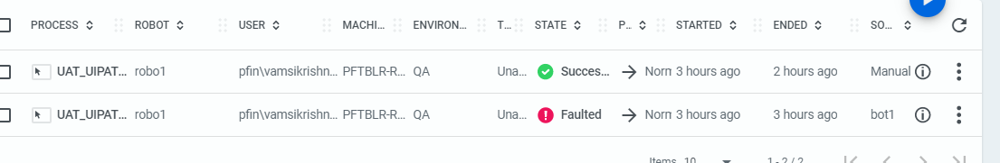 PROCESS ROBOT USER MACHI... ENVIRON... T... STATE P... STARTED ENDED SO...
UAT_UIPAT... robo1 pfin\vamsikrishn... PFTBLR-R... QA Una... Succes... Norn 3 hours ago 2 hours ago Manual
UAT_UIPAT... robo1 pfin\vamsikrishn... PFTBLR-R... QA Una... Faulted Norn 3 hours ago 3 hours ago bot1
Items 10 1 - 2 / 2